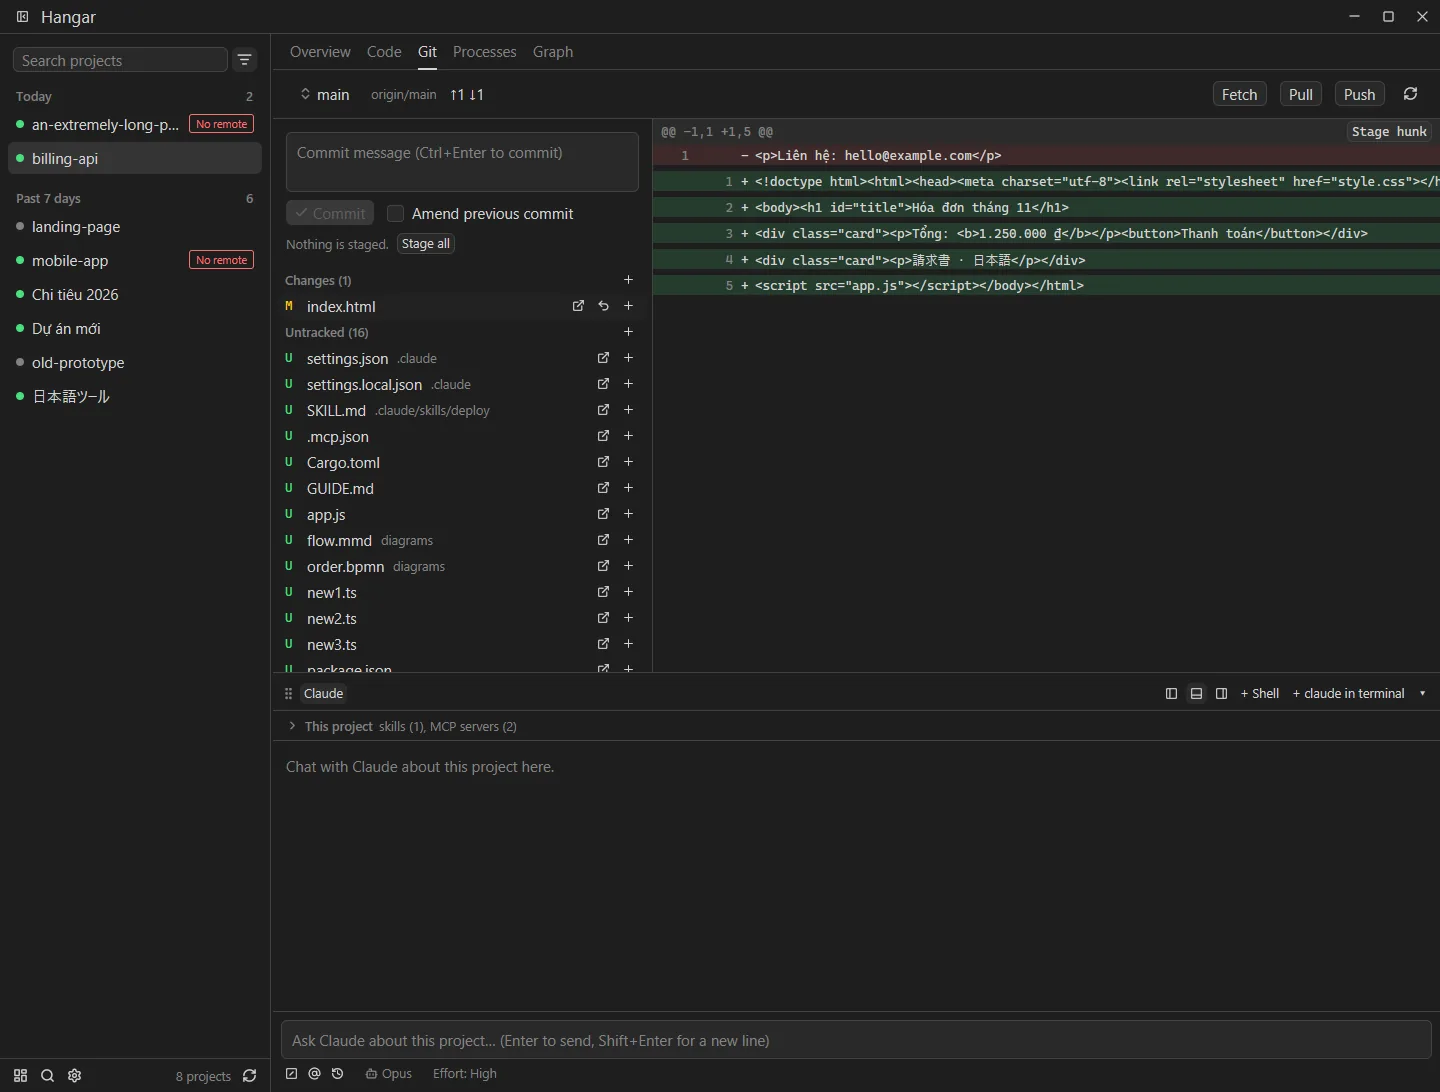 Hangar
Search projects
Today 2
an-extremely-long-p... No remote
billing-api
Past 7 days 6
landing-page
mobile-app No remote
Chi tiêu 2026
Dự án mới
old-prototype
日本語ツール
8 projects
Overview Code Git Processes Graph
main origin/main ↑1 ↓1 Fetch Pull Push
Commit message (Ctrl+Enter to commit)
Commit Amend previous commit
Nothing is staged. Stage all
Changes (1)
M index.html
Untracked (16)
U settings.json .claude
U settings.local.json .claude
U SKILL.md .claude/skills/deploy
U .mcp.json
U Cargo.toml
U GUIDE.md
U app.js
U flow.mmd diagrams
U order.bpmn diagrams
U new1.ts
U new2.ts
U new3.ts
U package.json
@@ -1,1 +1,5 @@ Stage hunk
1 - <p>Liên hệ: hello@example.com</p>
1 + <!doctype html><html><head><meta charset="utf-8"><link rel="stylesheet" href="style.css"></h
2 + <body><h1 id="title">Hóa đơn tháng 11</h1>
3 + <div class="card"><p>Tổng: <b>1.250.000 ₫</b></p><button>Thanh toán</button></div>
4 + <div class="card"><p>請求書 · 日本語</p></div>
5 + <script src="app.js"></script></body></html>
Claude + Shell + claude in terminal
This project skills (1), MCP servers (2)
Chat with Claude about this project here.
Ask Claude about this project... (Enter to send, Shift+Enter for a new line)
Opus Effort: High